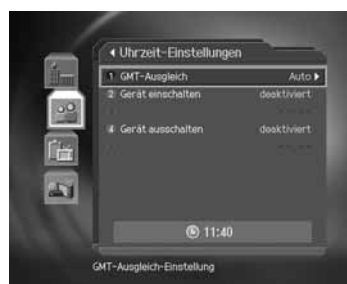 Uhrzeit-Einstellungen
1 GMT-Ausgleich Auto
2 Gerät einschalten deaktiviert
4 Gerät ausschalten deaktiviert
11:40
GMT-Ausgleich-Einstellung